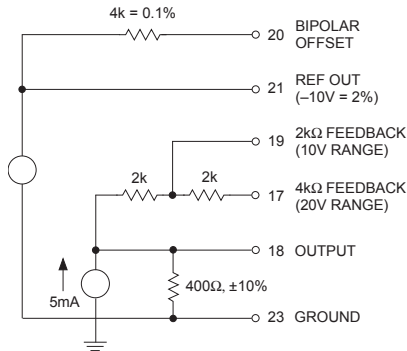 4k = 0.1%
20 BIPOLAR
OFFSET
21 REF OUT
(–10V = 2%)
19 2kΩ FEEDBACK
(10V RANGE)
2k 2k
17 4kΩ FEEDBACK
(20V RANGE)
18 OUTPUT
5mA
400Ω, ±10%
23 GROUND